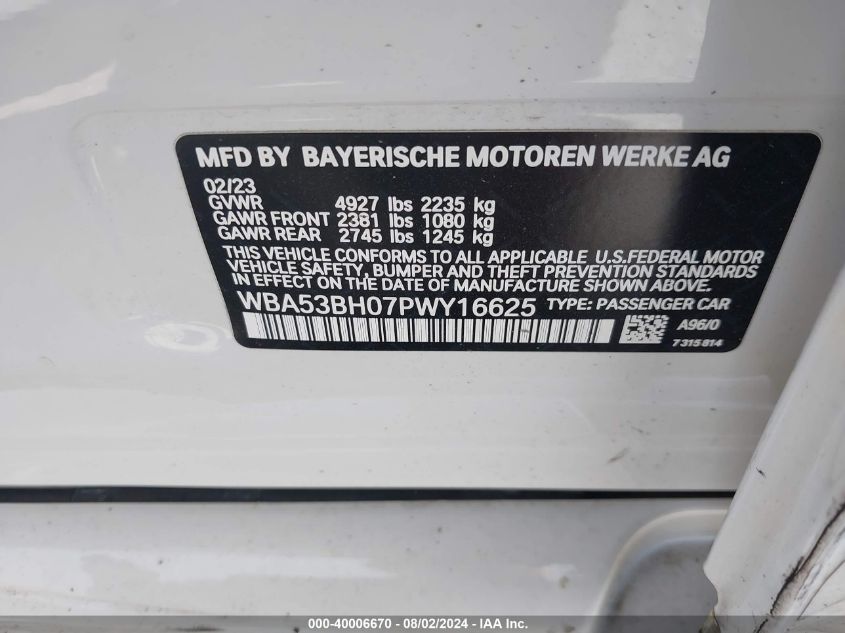 MFD BY BAYERISCHE MOTOREN WERKE AG
02/23
GVWR 4927 lbs 2235 kg
GAWR FRONT 2381 lbs 1080 kg
GAWR REAR 2745 lbs 1245 kg
THIS VEHICLE CONFORMS TO ALL APPLICABLE U.S.FEDERAL MOTOR
VEHICLE SAFETY, BUMPER AND THEFT PREVENTION STANDARDS
IN EFFECT ON THE DATE OF MANUFACTURE SHOWN ABOVE.
WBA53BH07PWY16625 TYPE: PASSENGER CAR
A96/0
7 315 814
000-40006670 - 08/02/2024 - IAA Inc.